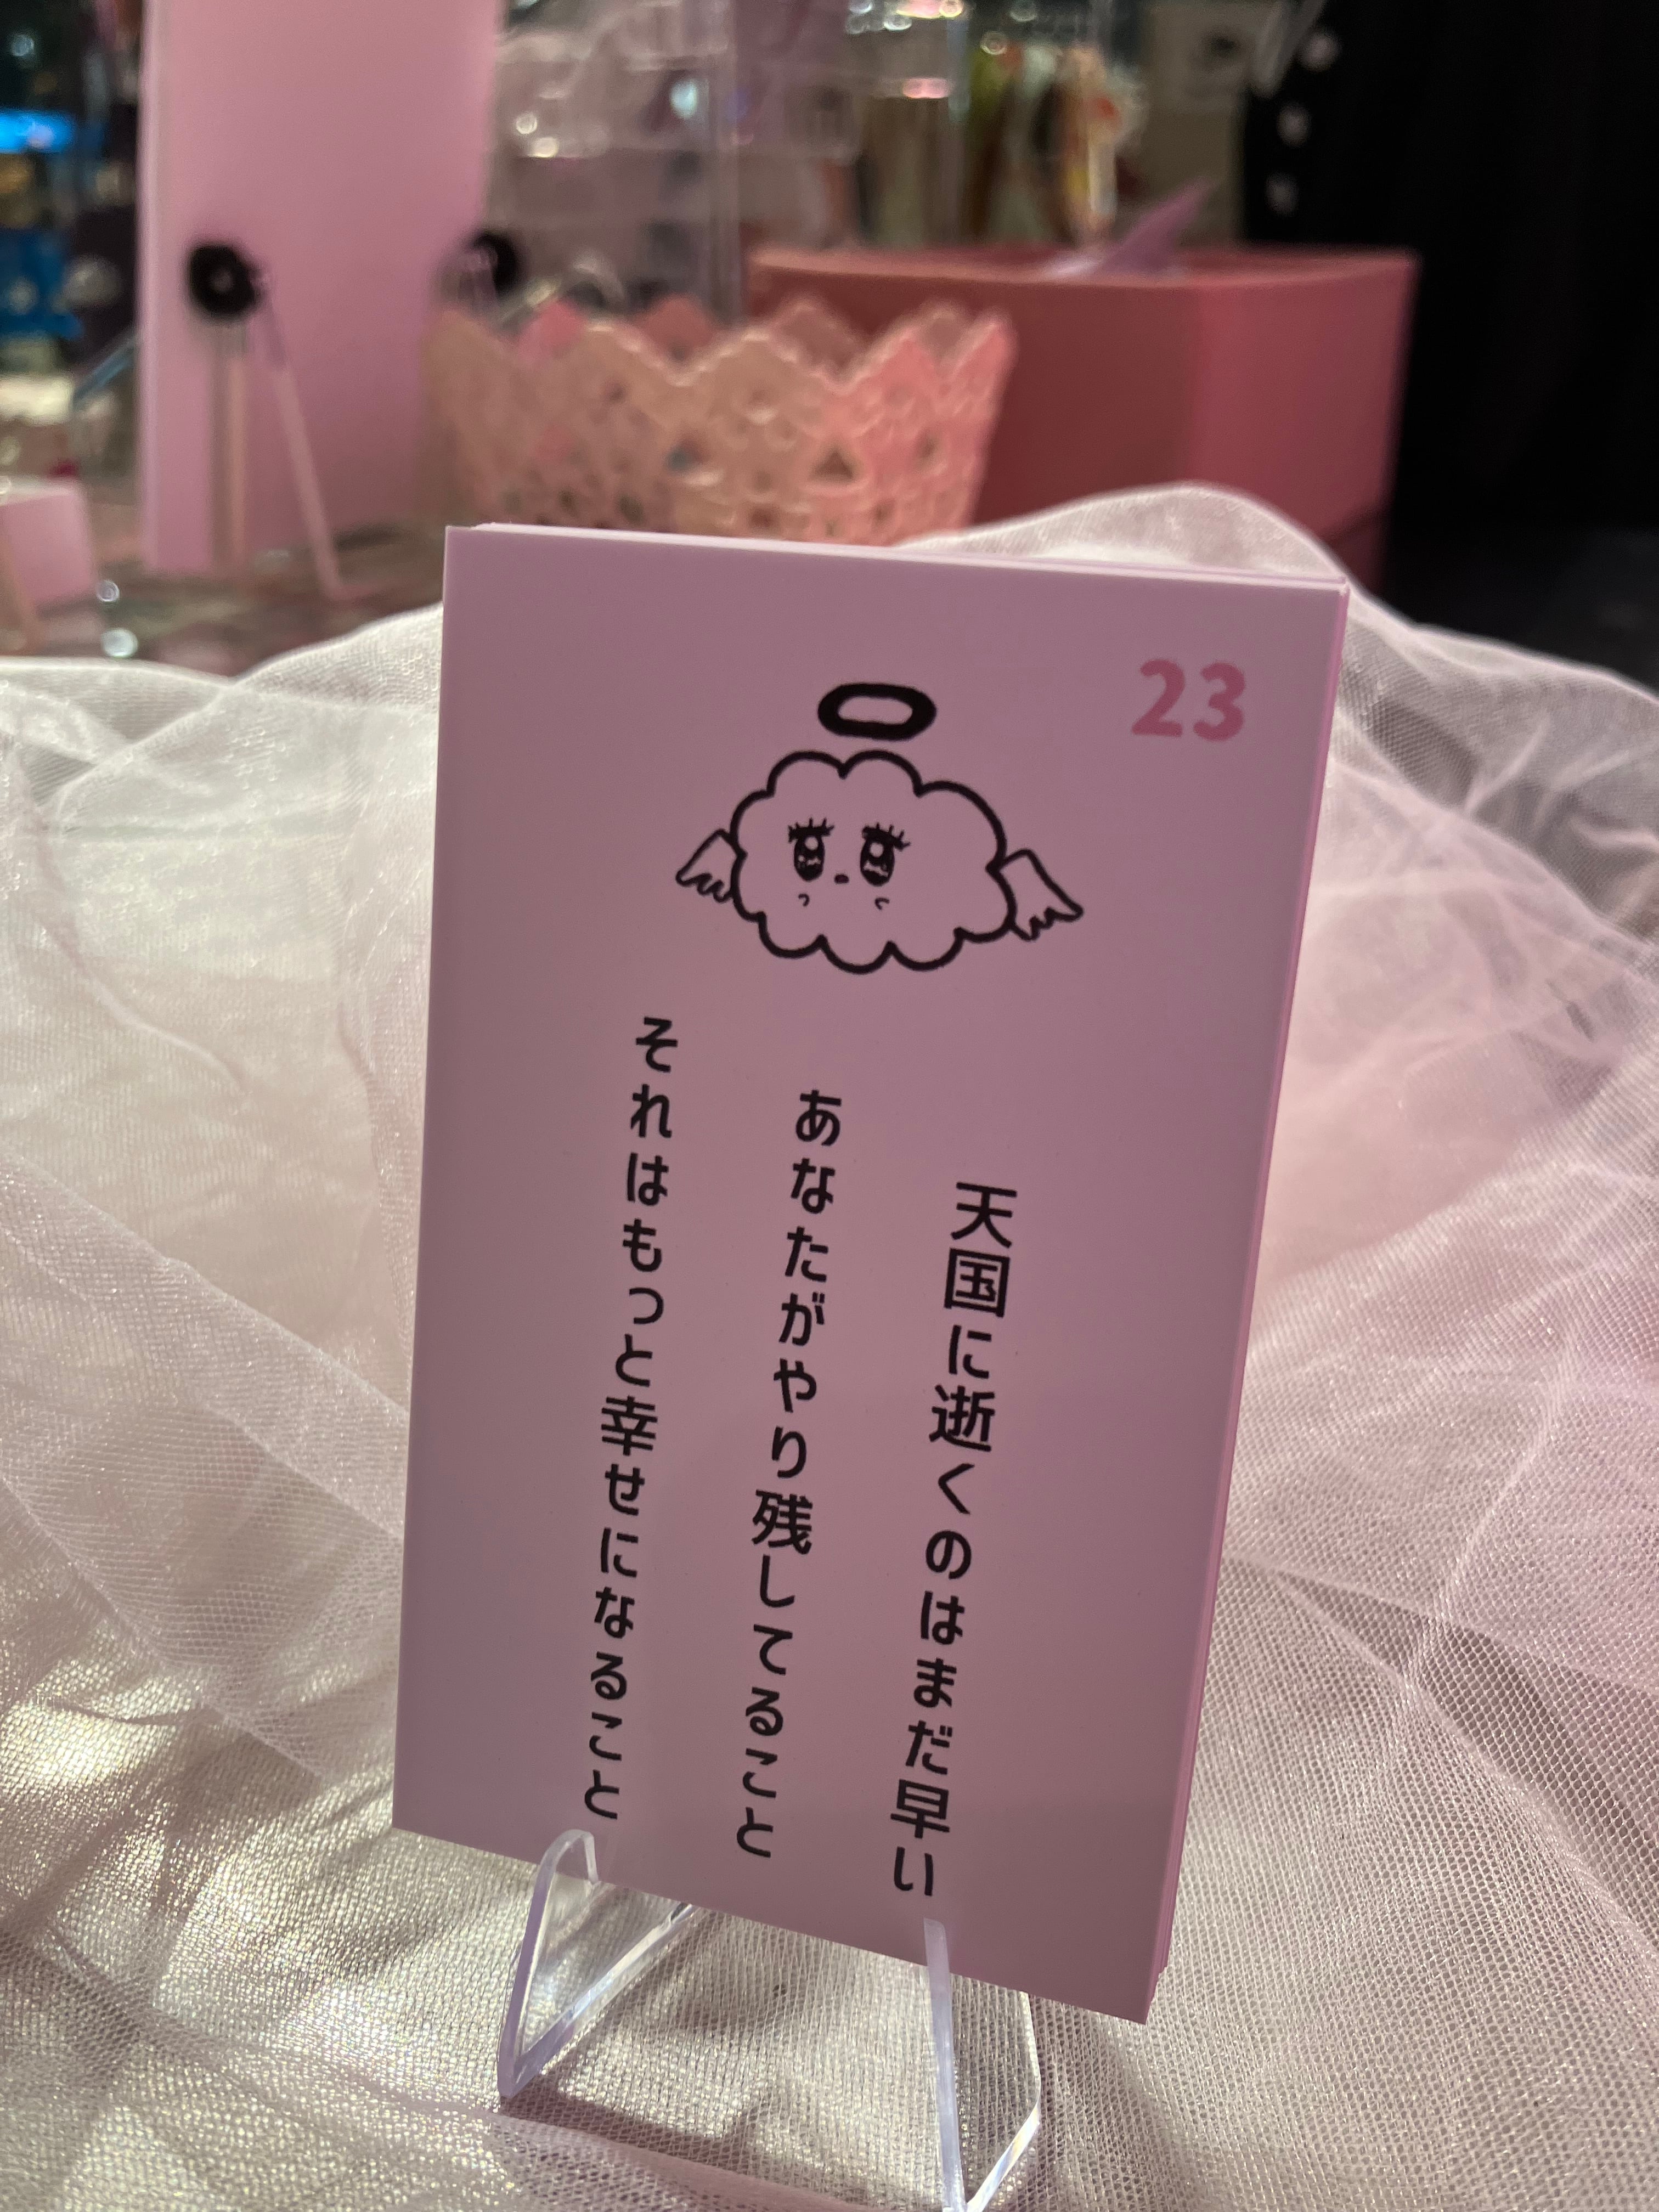 23
天国に逝くのはまだ早い
あなたがやり残してること
それはもっと幸せになること